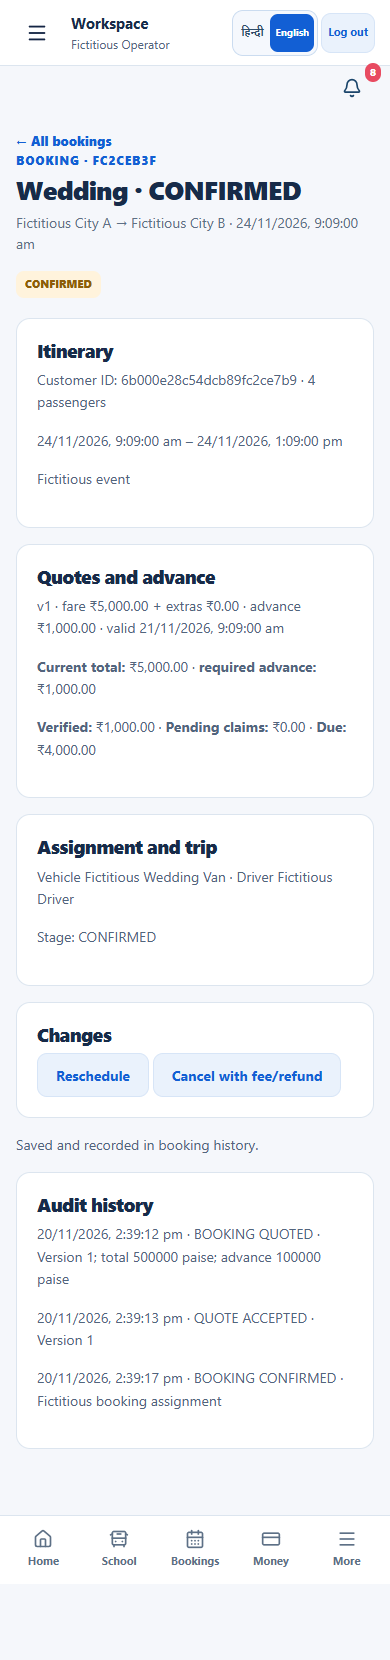 Workspace
Fictitious Operator
हिन्दी
English
Log out
8
← All bookings
BOOKING · FC2CEB3F
Wedding · CONFIRMED
Fictitious City A → Fictitious City B · 24/11/2026, 9:09:00
am
CONFIRMED
Itinerary
Customer ID: 6b000e28c54dcb89fc2ce7b9 · 4
passengers
24/11/2026, 9:09:00 am – 24/11/2026, 1:09:00 pm
Fictitious event
Quotes and advance
v1 · fare ₹5,000.00 + extras ₹0.00 · advance
₹1,000.00 · valid 21/11/2026, 9:09:00 am
Current total: ₹5,000.00 · required advance:
₹1,000.00
Verified: ₹1,000.00 · Pending claims: ₹0.00 · Due:
₹4,000.00
Assignment and trip
Vehicle Fictitious Wedding Van · Driver Fictitious
Driver
Stage: CONFIRMED
Changes
Reschedule
Cancel with fee/refund
Saved and recorded in booking history.
Audit history
20/11/2026, 2:39:12 pm · BOOKING QUOTED ·
Version 1; total 500000 paise; advance 100000
paise
20/11/2026, 2:39:13 pm · QUOTE ACCEPTED ·
Version 1
20/11/2026, 2:39:17 pm · BOOKING CONFIRMED ·
Fictitious booking assignment
Home
School
Bookings
Money
More